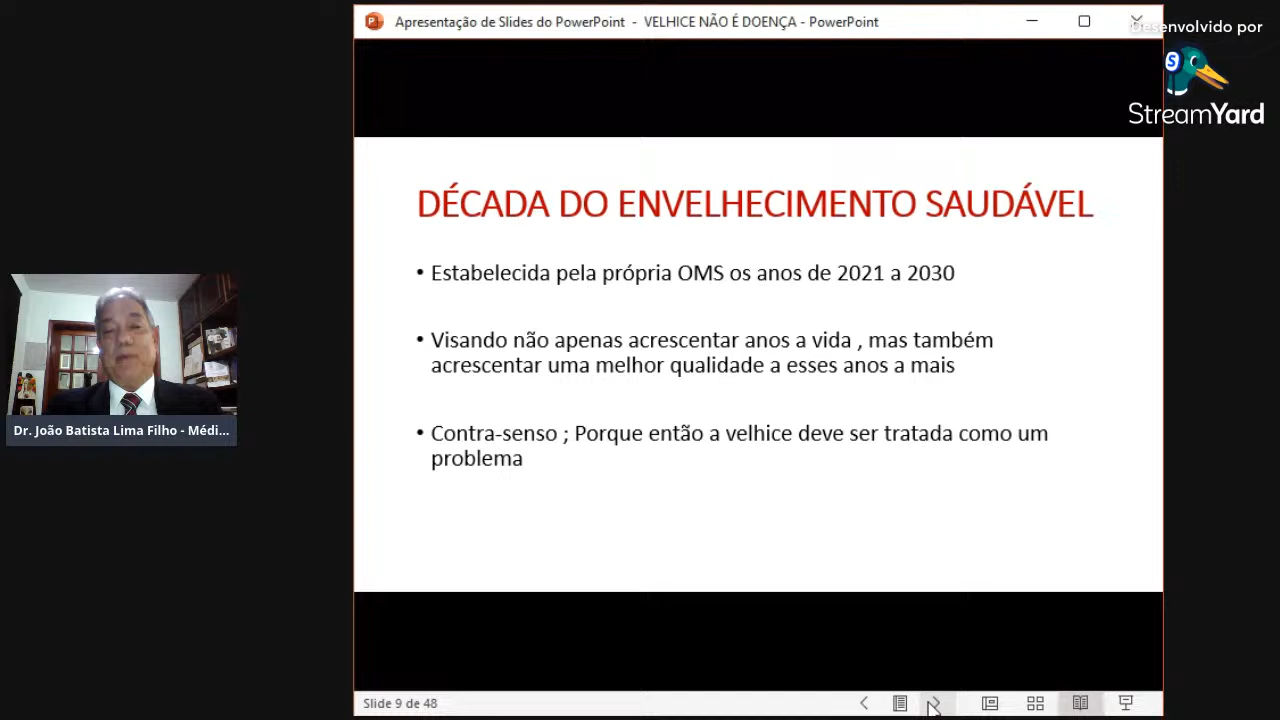 Apresentação de Slides do PowerPoint - VELHICE NÃO É DOENÇA - PowerPoint
Desenvolvido por
StreamYard
DÉCADA DO ENVELHECIMENTO SAUDÁVEL
• Estabelecida pela própria OMS os anos de 2021 a 2030
• Visando não apenas acrescentar anos a vida , mas também
acrescentar uma melhor qualidade a esses anos a mais
• Contra-senso ; Porque então a velhice deve ser tratada como um
problema
Dr. João Batista Lima Filho - Médi...
Slide 9 de 48